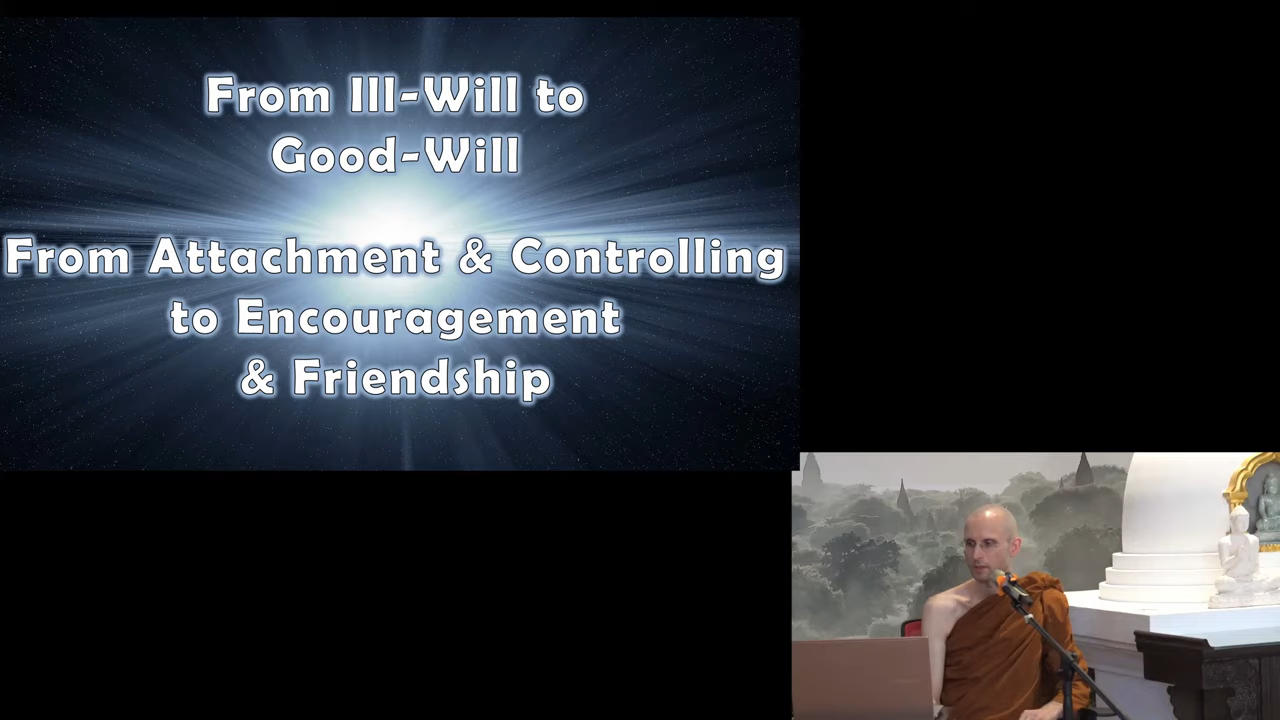 From Ill-Will to
Good-Will
From Attachment & Controlling
to Encouragement
& Friendship